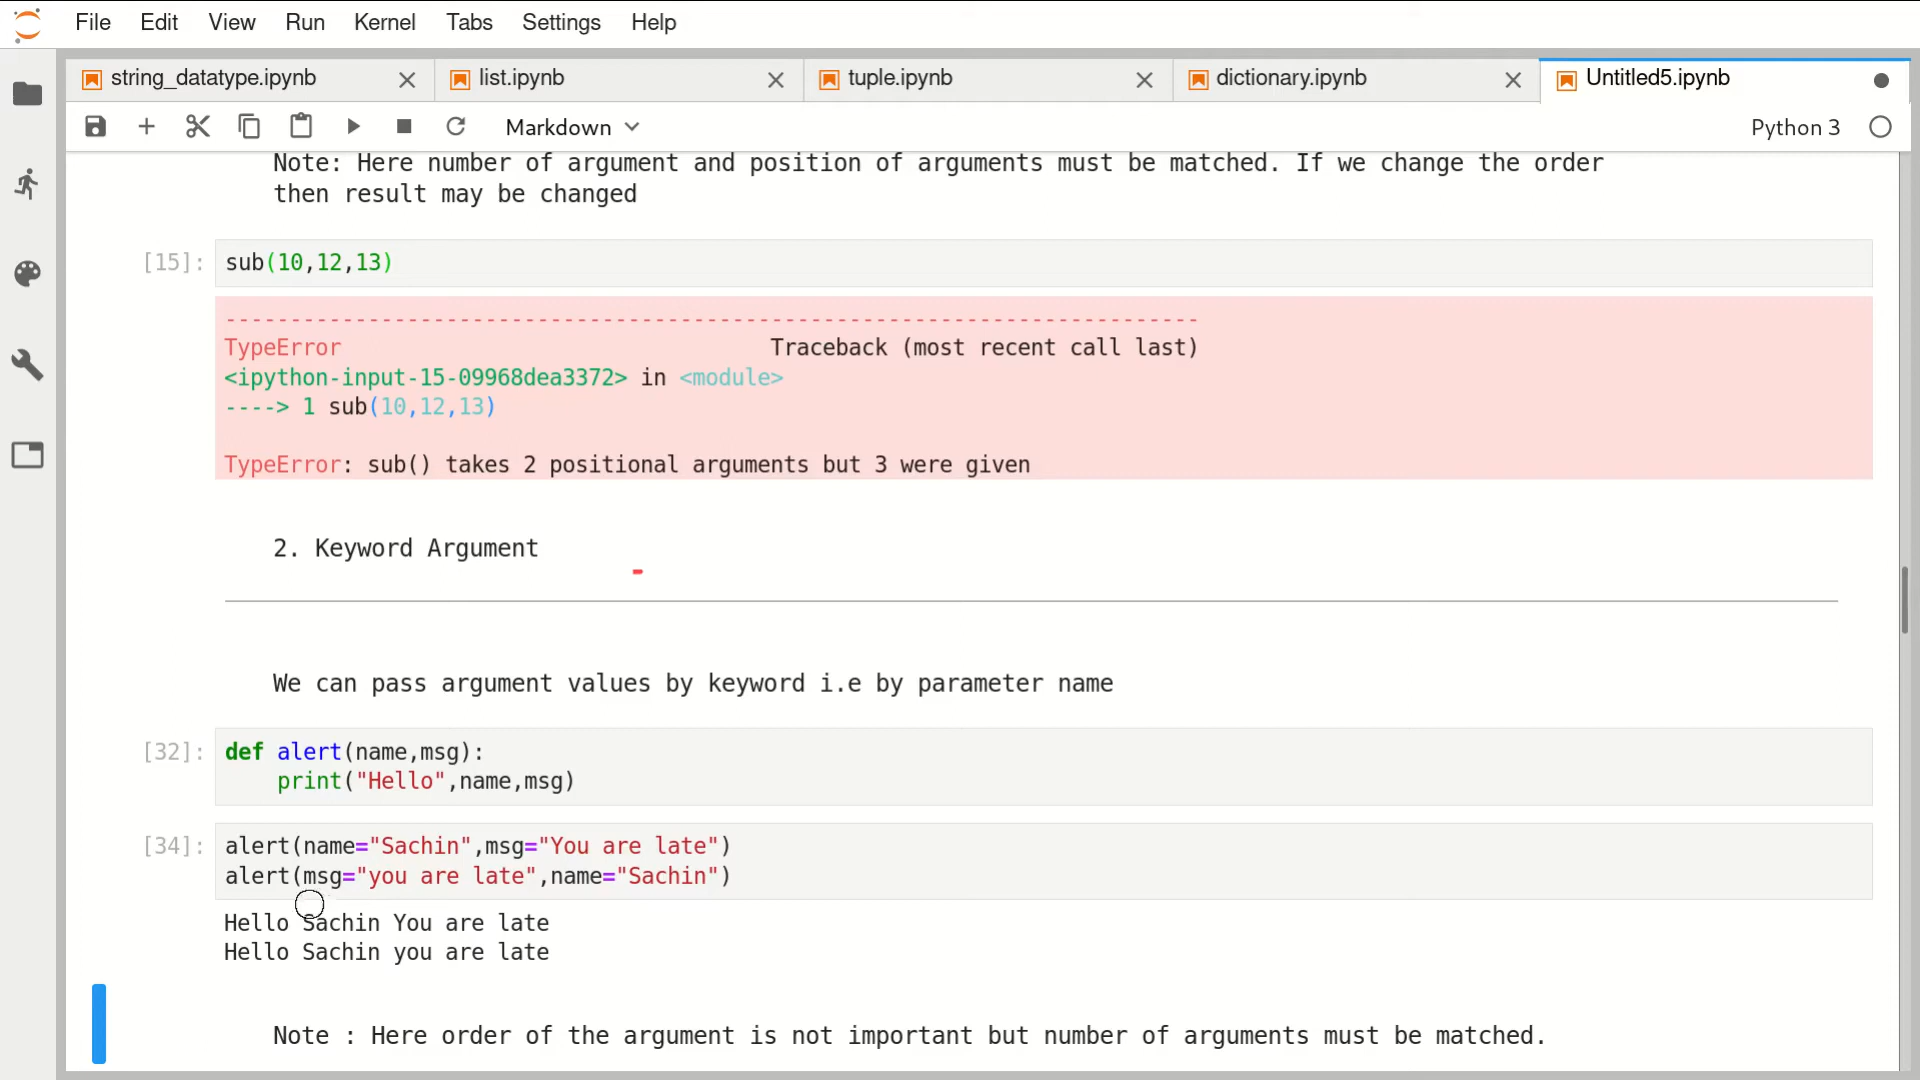 File Edit View Run Kernel Tabs Settings Help
string_datatype.ipynb list.ipynb tuple.ipynb dictionary.ipynb Untitled5.ipynb
Markdown Python 3
Note: Here number of argument and position of arguments must be matched. If we change the order
then result may be changed
[15]: sub(10,12,13)
---------------------------------------------------------------------------
TypeError Traceback (most recent call last)
<ipython-input-15-09968dea3372> in <module>
----> 1 sub(10,12,13)
TypeError: sub() takes 2 positional arguments but 3 were given
2. Keyword Argument
We can pass argument values by keyword i.e by parameter name
[32]: def alert(name,msg):
print("Hello",name,msg)
[34]: alert(name="Sachin",msg="You are late")
alert(msg="you are late",name="Sachin")
Hello Sachin You are late
Hello Sachin you are late
Note : Here order of the argument is not important but number of arguments must be matched.